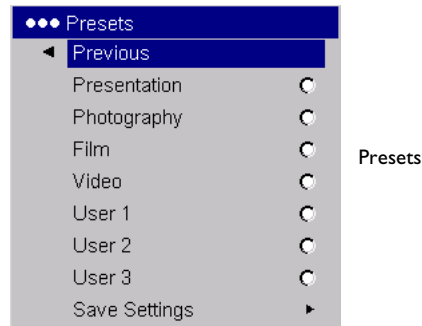 Presets
Previous
Presentation
Photography
Film
Presets
Video
User 1
User 2
User 3
Save Settings